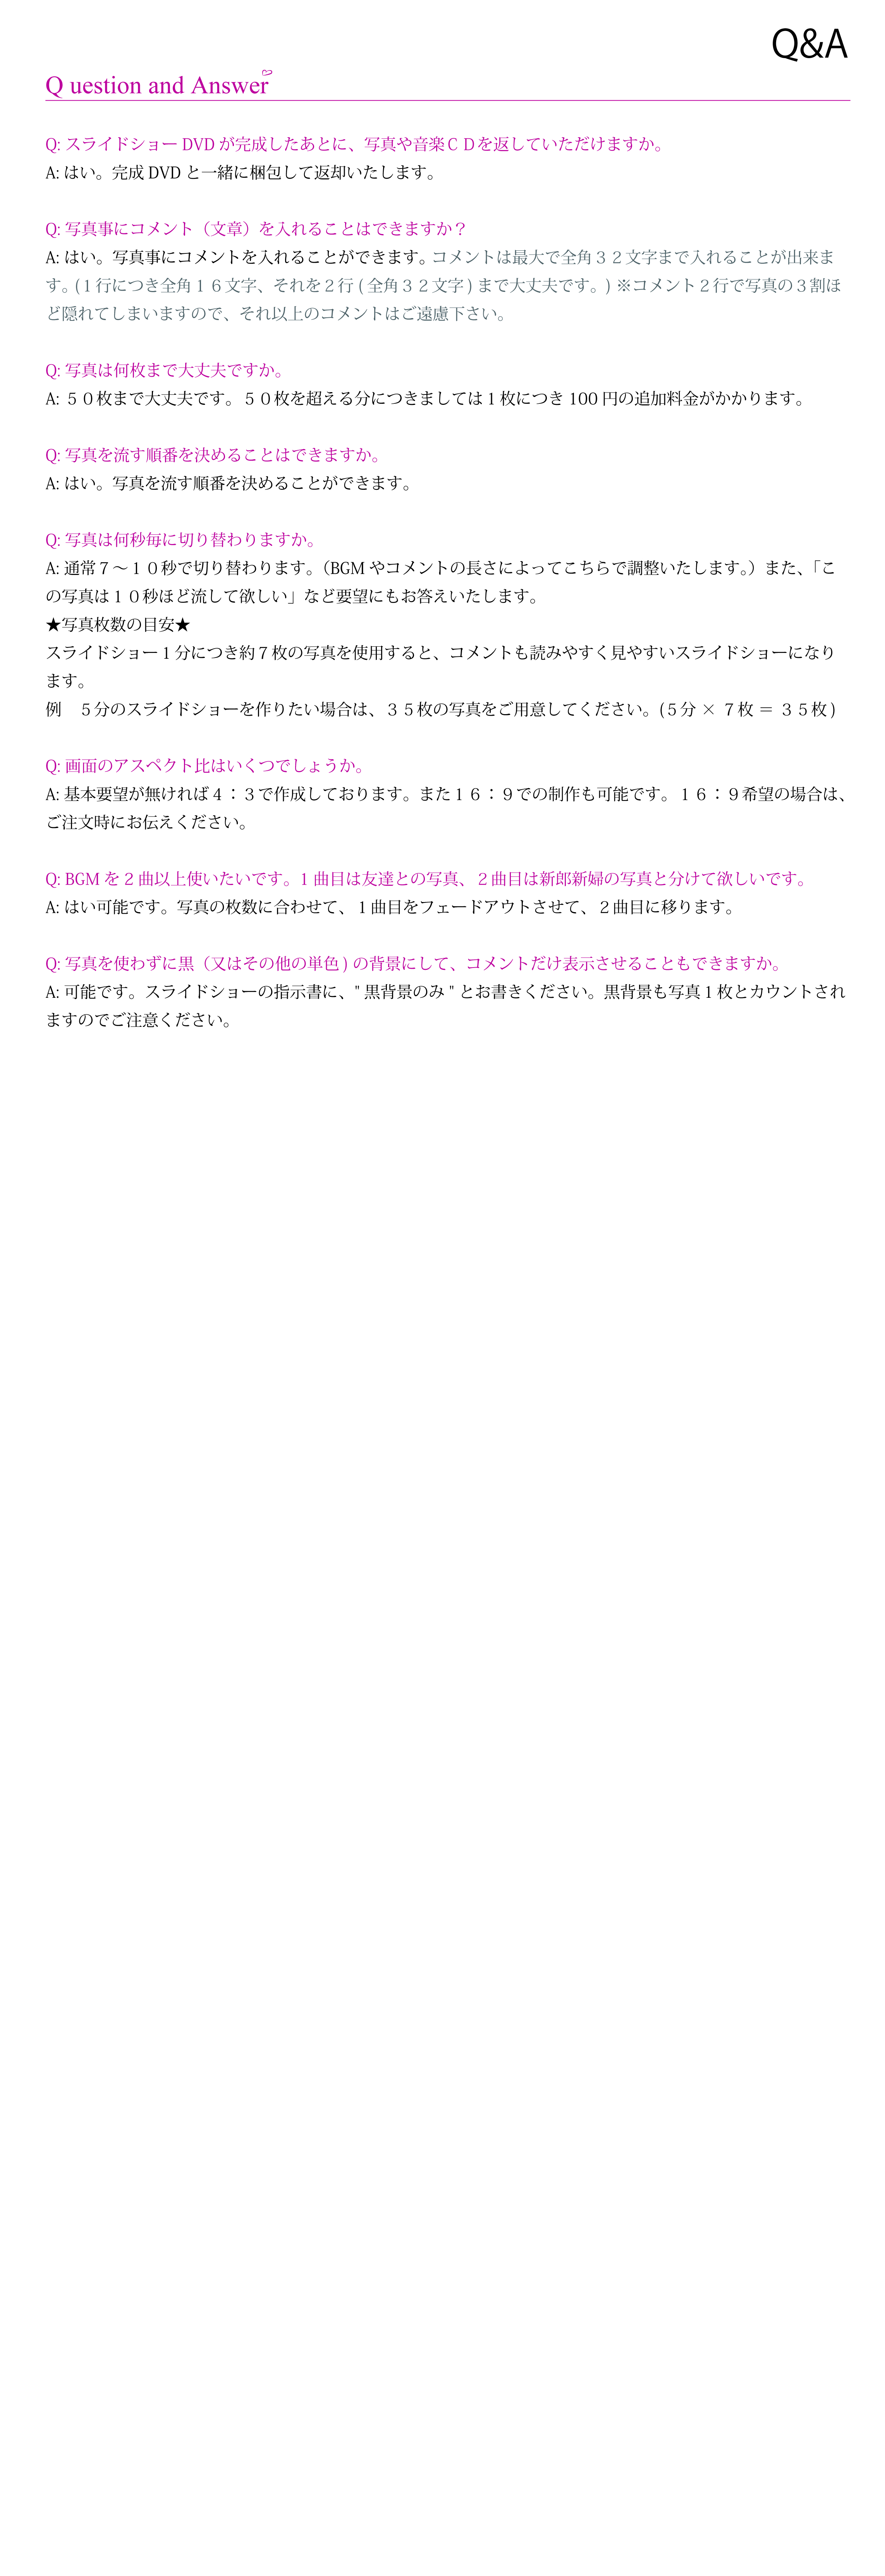 Q&A
Q uestion and Answer
Q: スライドショー DVD が完成したあとに、写真や音楽ＣＤを返していただけますか。
A: はい。完成 DVD と一緒に梱包して返却いたします。
Q: 写真事にコメント（文章）を入れることはできますか？
A: はい。写真事にコメントを入れることができます。コメントは最大で全角３２文字まで入れることが出来ま
す。(１行につき全角１６文字、それを２行 ( 全角３２文字 ) まで大丈夫です。) ※コメント２行で写真の３割ほ
ど隠れてしまいますので、それ以上のコメントはご遠慮下さい。
Q: 写真は何枚まで大丈夫ですか。
A: ５０枚まで大丈夫です。５０枚を超える分につきましては１枚につき 100 円の追加料金がかかります。
Q: 写真を流す順番を決めることはできますか。
A: はい。写真を流す順番を決めることができます。
Q: 写真は何秒毎に切り替わりますか。
A: 通常７～１０秒で切り替わります。（BGM やコメントの長さによってこちらで調整いたします。）また、「こ
の写真は１０秒ほど流して欲しい」など要望にもお答えいたします。
★写真枚数の目安★
スライドショー１分につき約７枚の写真を使用すると、コメントも読みやすく見やすいスライドショーになり
ます。
例　５分のスライドショーを作りたい場合は、３５枚の写真をご用意してください。(５分 × ７枚 ＝ ３５枚 )
Q: 画面のアスペクト比はいくつでしょうか。
A: 基本要望が無ければ４：３で作成しております。また１６：９での制作も可能です。１６：９希望の場合は、
ご注文時にお伝えください。
Q: BGM を２曲以上使いたいです。１曲目は友達との写真、２曲目は新郎新婦の写真と分けて欲しいです。
A: はい可能です。写真の枚数に合わせて、１曲目をフェードアウトさせて、２曲目に移ります。
Q: 写真を使わずに黒（又はその他の単色 ) の背景にして、コメントだけ表示させることもできますか。
A: 可能です。スライドショーの指示書に、" 黒背景のみ " とお書きください。黒背景も写真１枚とカウントされ
ますのでご注意ください。